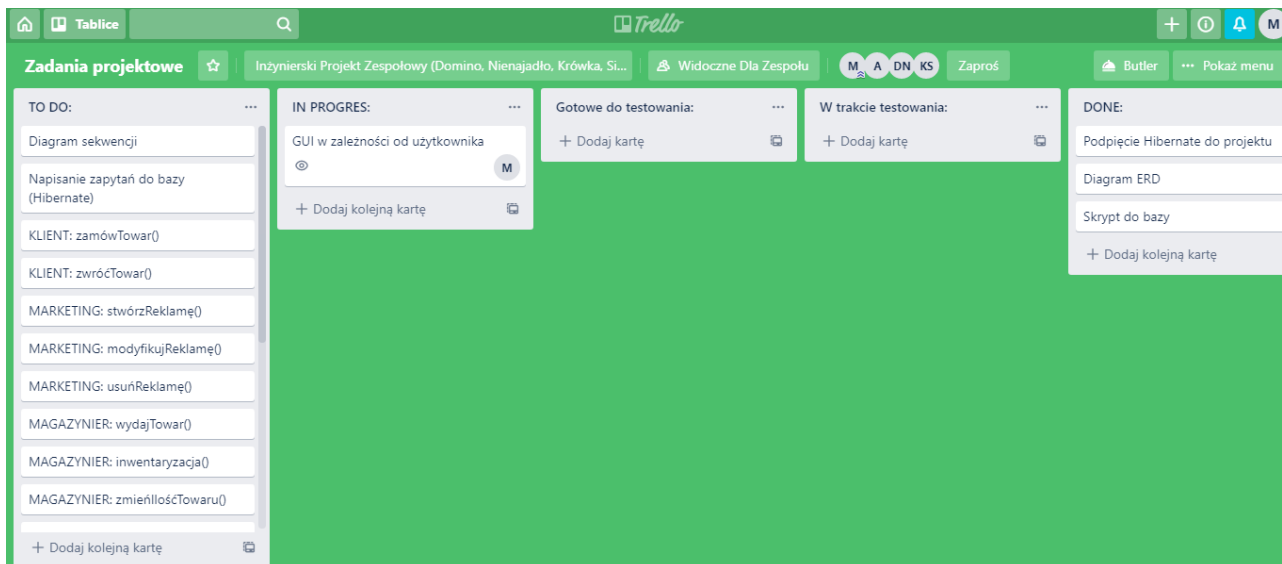 Tablice
Trello
M
Zadania projektowe
Inżynierski Projekt Zespołowy (Domino, Nienajadło, Krówka, Si...
Widoczne Dla Zespołu
M A DN KS
Zaproś
Butler
··· Pokaż menu
TO DO:
Diagram sekwencji
Napisanie zapytań do bazy
(Hibernate)
KLIENT: zamówTowar()
KLIENT: zwróćTowar()
MARKETING: stwórzReklamę()
MARKETING: modyfikujReklamę()
MARKETING: usuńReklamę()
MAGAZYNIER: wydajTowar()
MAGAZYNIER: inwentaryzacja()
MAGAZYNIER: zmieńIlośćTowaru()
+ Dodaj kolejną kartę
IN PROGRES:
GUI w zależności od użytkownika
M
+ Dodaj kolejną kartę
Gotowe do testowania:
+ Dodaj kartę
W trakcie testowania:
+ Dodaj kartę
DONE:
Podpięcie Hibernate do projektu
Diagram ERD
Skrypt do bazy
+ Dodaj kolejną kartę